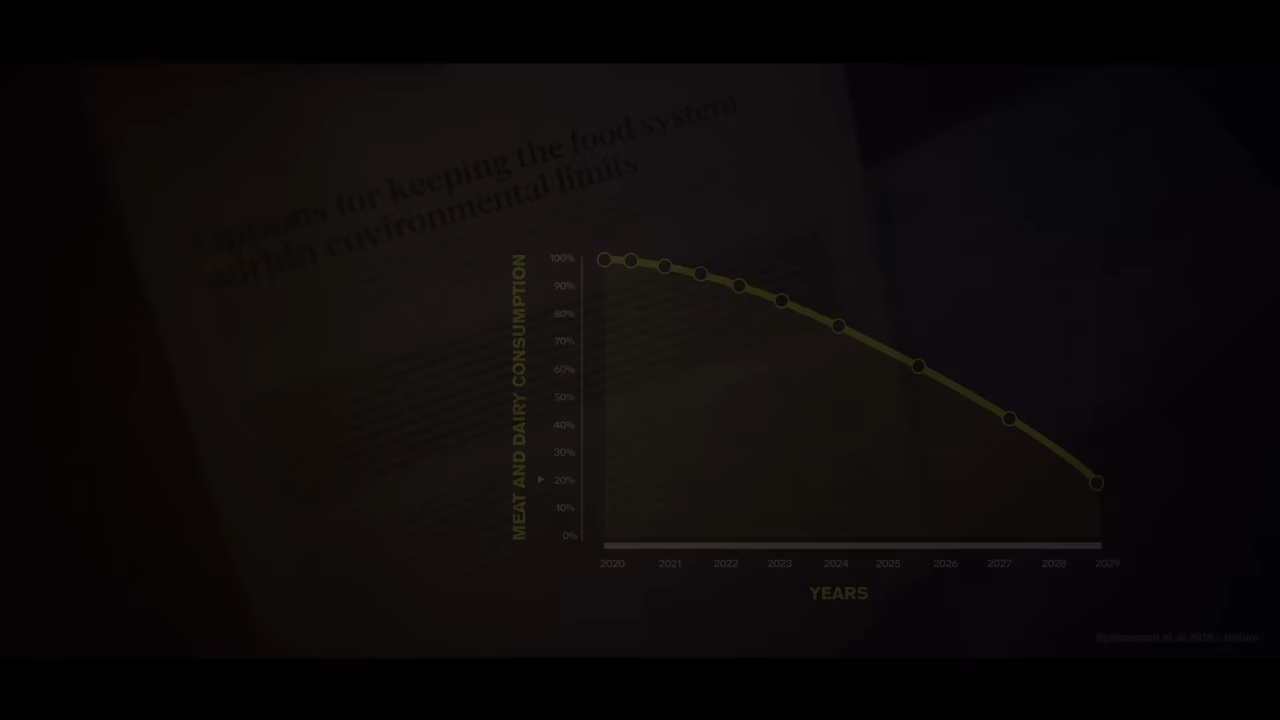 Options for keeping the food system
within environmental limits
MEAT AND DAIRY CONSUMPTION
100%
90%
80%
70%
60%
50%
40%
30%
20%
10%
0%
2020 2021 2022 2023 2024 2025 2026 2027 2028 2029
YEARS